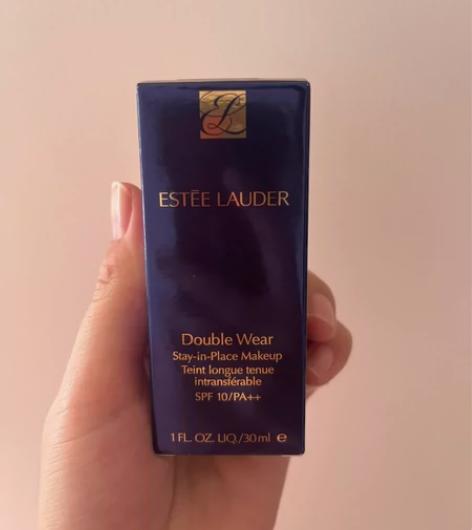 ESTĒE LAUDER
Double Wear
Stay-in-Place Makeup
Teint longue tenue
intransférable
SPF 10/PA++
1 FL. OZ. LIQ./30 ml e